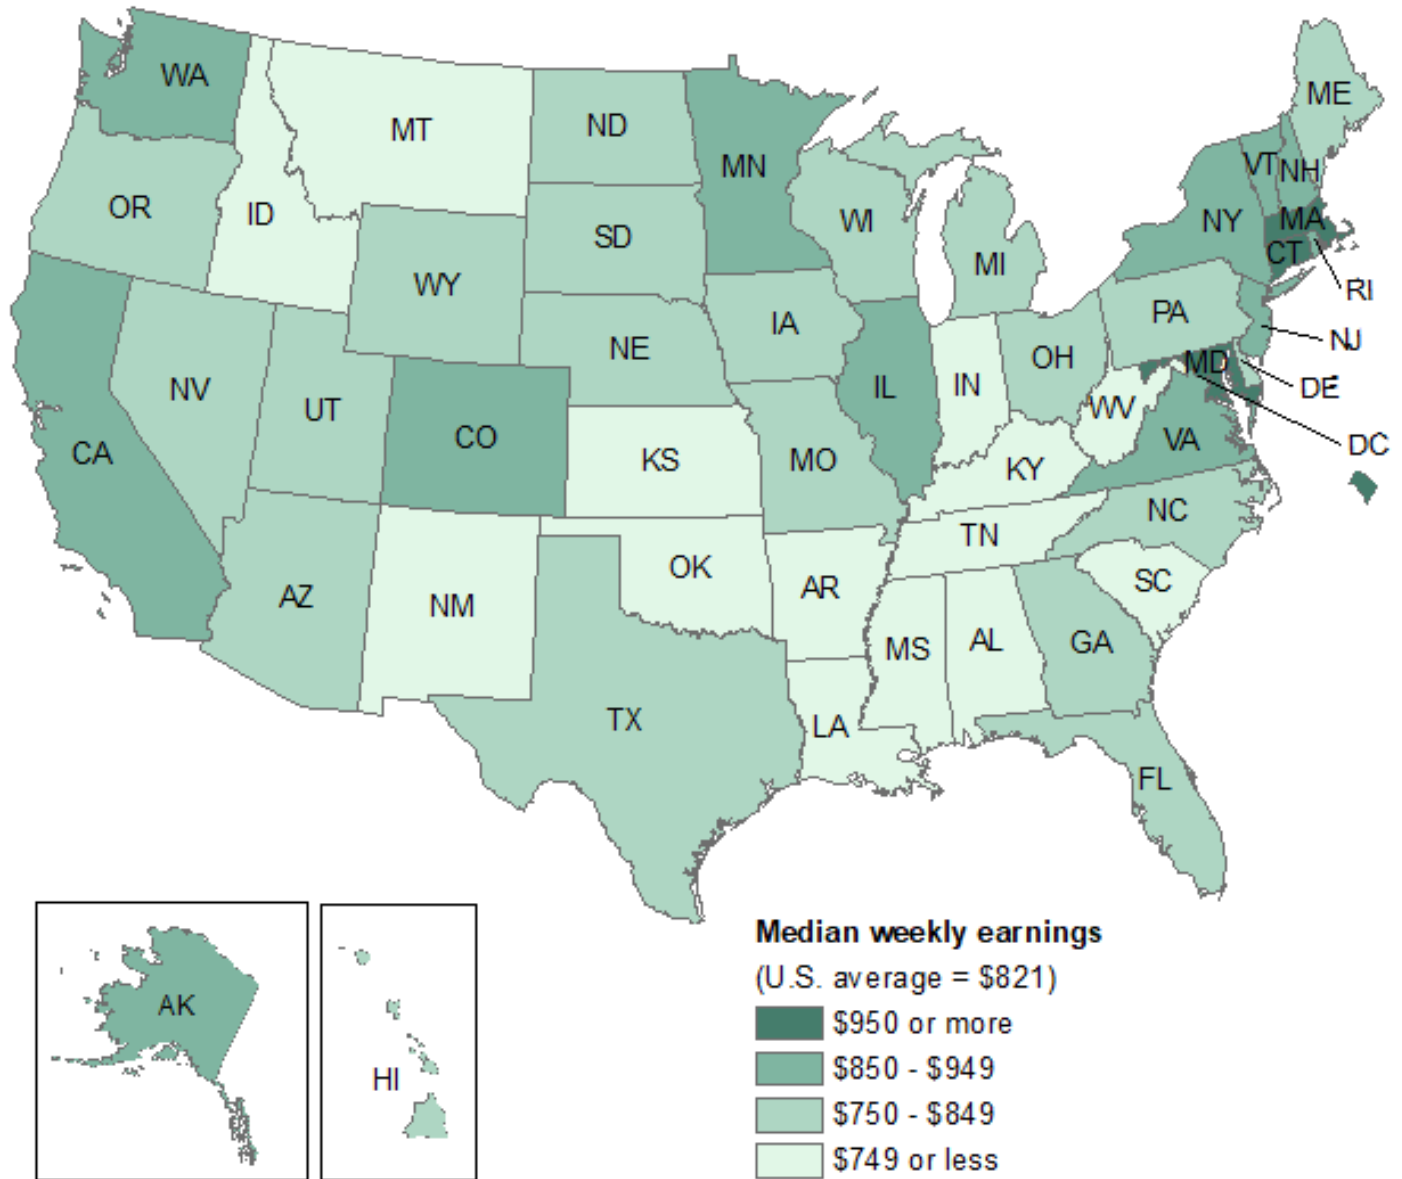 WA
MT
ND
MN
ME
VT
NH
OR
ID
SD
WI
NY
MA
CT
MI
RI
WY
IA
PA
NE
NJ
NV
UT
CO
IL
IN
OH
MD
DE
WV
VA
DC
CA
KS
MO
KY
NC
TN
AZ
NM
OK
AR
SC
MS
AL
GA
TX
LA
FL
AK
HI
Median weekly earnings
(U.S. average = $821)
$950 or more
$850 - $949
$750 - $849
$749 or less